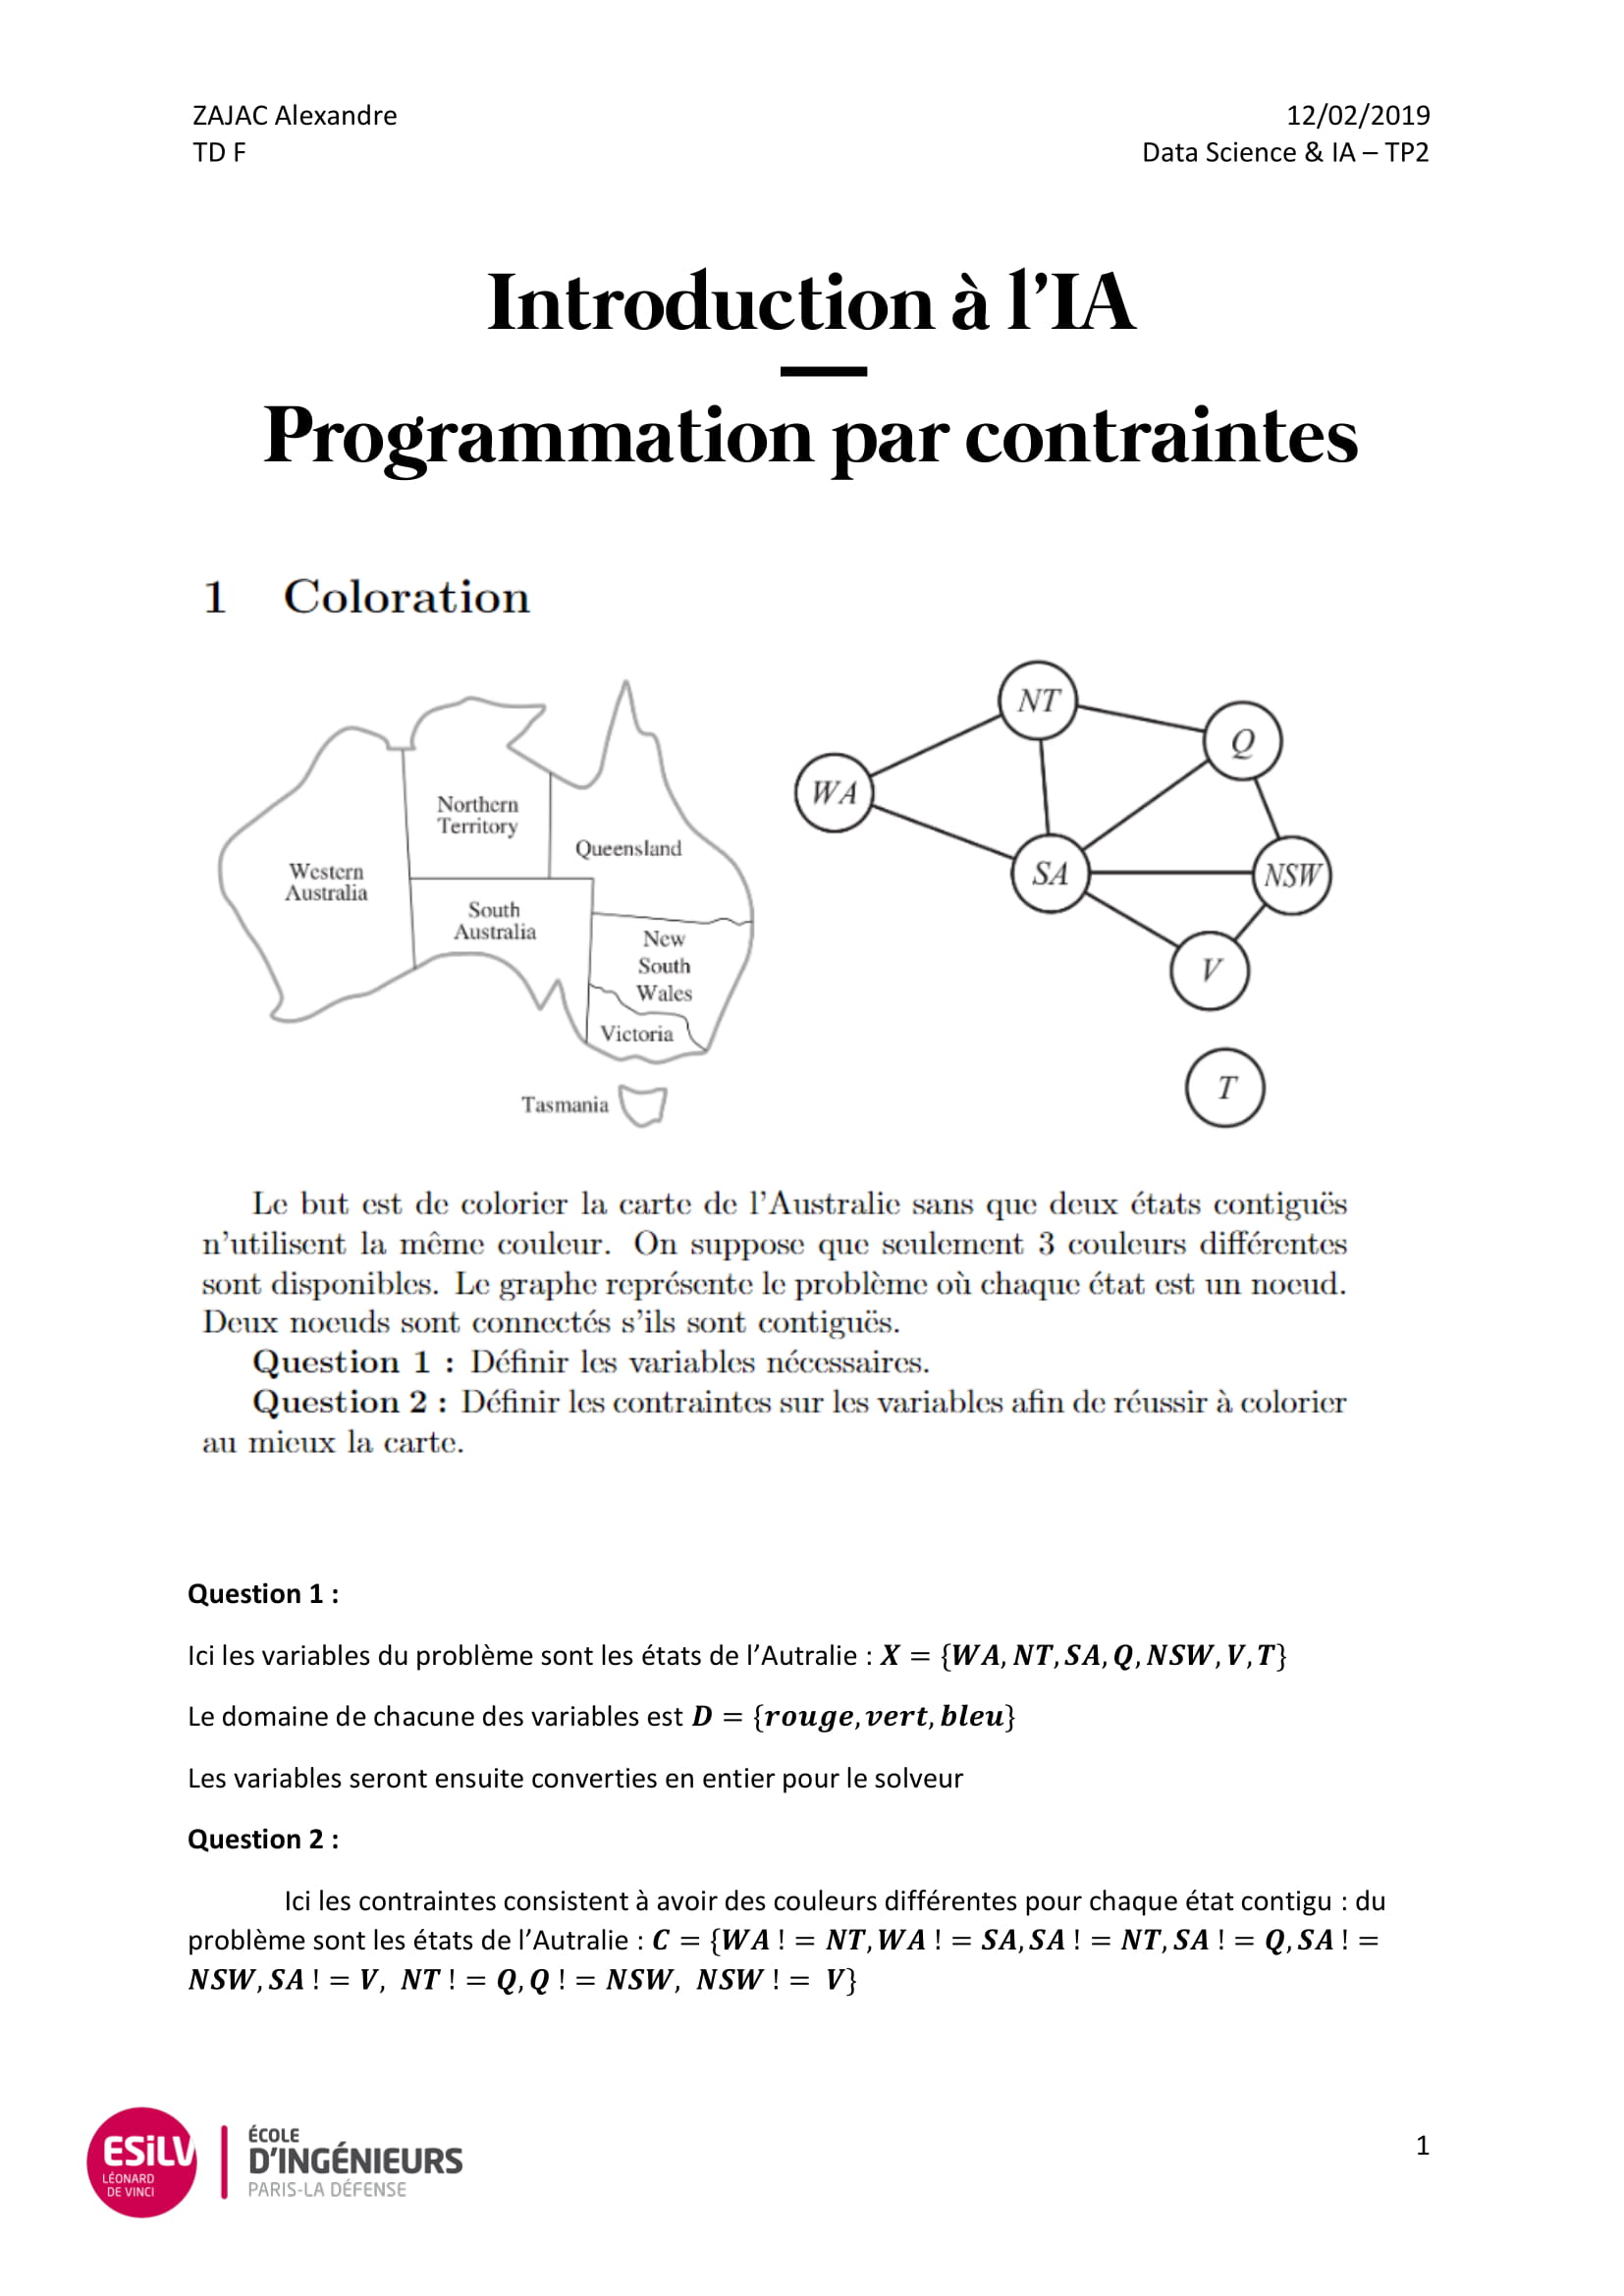 ZAJAC Alexandre
12/02/2019
TD F
Data Science & IA – TP2
Introduction à l’IA
Programmation par contraintes
1 Coloration
Northern
Territory
Queensland
Western
Australia
South
Australia
New
South
Wales
Victoria
Tasmania
NT
Q
WA
SA
NSW
V
T
Le but est de colorier la carte de l’Australie sans que deux états contiguës
n’utilisent la même couleur. On suppose que seulement 3 couleurs différentes
sont disponibles. Le graphe représente le problème où chaque état est un noeud.
Deux noeuds sont connectés s’ils sont contiguës.
Question 1 : Définir les variables nécessaires.
Question 2 : Définir les contraintes sur les variables afin de réussir à colorier
au mieux la carte.
Question 1 :
Ici les variables du problème sont les états de l’Autralie : X = {WA, NT, SA, Q, NSW, V, T}
Le domaine de chacune des variables est D = {rouge, vert, bleu}
Les variables seront ensuite converties en entier pour le solveur
Question 2 :
Ici les contraintes consistent à avoir des couleurs différentes pour chaque état contigu : du
problème sont les états de l’Autralie : C = {WA ! = NT, WA ! = SA, SA ! = NT, SA ! = Q, SA ! =
NSW, SA ! = V, NT ! = Q, Q ! = NSW, NSW ! = V}
ESiLV
LÉONARD
DE VINCI
ÉCOLE
D’INGÉNIEURS
PARIS-LA DÉFENSE
1